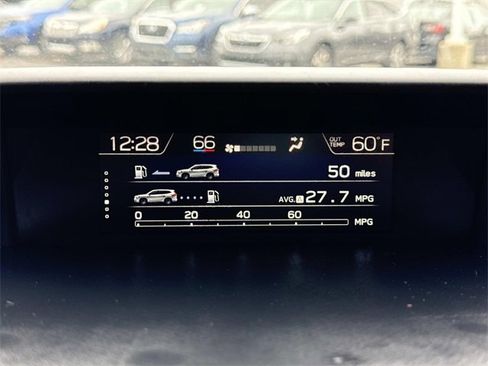 12:28 66 OUT TEMP 60°F
50 miles
AVG. A 27.7 MPG
0 20 40 60 MPG